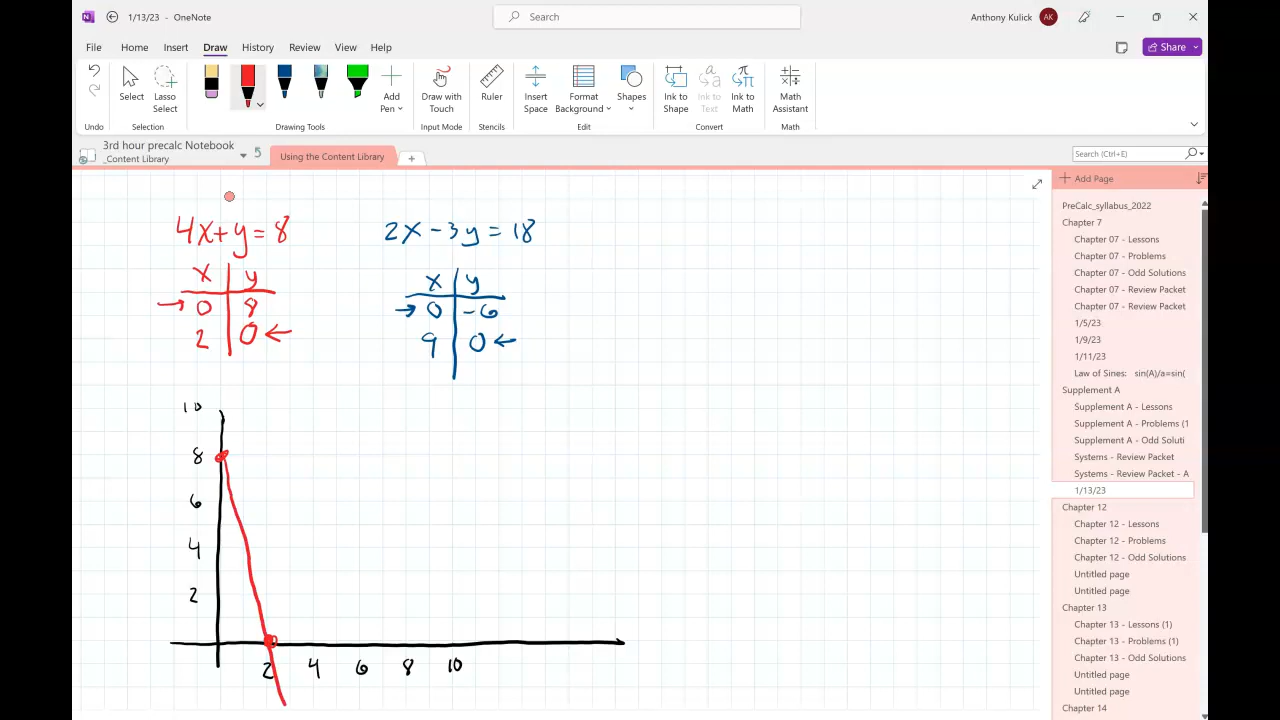 1/13/23 - OneNote
Search
Anthony Kulick
AK
File Home Insert Draw History Review View Help
Share
Undo
Select
Lasso Select
Selection
Drawing Tools
Add Pen
Draw with Touch
Input Mode
Ruler
Stencils
Insert Space
Format Background
Shapes
Edit
Ink to Shape
Ink to Text
Ink to Math
Convert
Math Assistant
Math
3rd hour precalc Notebook
_Content Library
Using the Content Library
Search (Ctrl+E)
4x+y=8
x y
→ 0 8
2 0 ←
2x-3y=18
x y
→ 0 -6
9 0 ←
10
8
6
4
2
2 4 6 8 10
Add Page
PreCalc_syllabus_2022
Chapter 7
Chapter 07 - Lessons
Chapter 07 - Problems
Chapter 07 - Odd Solutions
Chapter 07 - Review Packet
Chapter 07 - Review Packet
1/5/23
1/9/23
1/11/23
Law of Sines: sin(A)/a=sin(
Supplement A
Supplement A - Lessons
Supplement A - Problems (1
Supplement A - Odd Soluti
Systems - Review Packet
Systems - Review Packet - A
1/13/23
Chapter 12
Chapter 12 - Lessons
Chapter 12 - Problems
Chapter 12 - Odd Solutions
Untitled page
Untitled page
Chapter 13
Chapter 13 - Lessons (1)
Chapter 13 - Problems (1)
Chapter 13 - Odd Solutions
Untitled page
Untitled page
Chapter 14